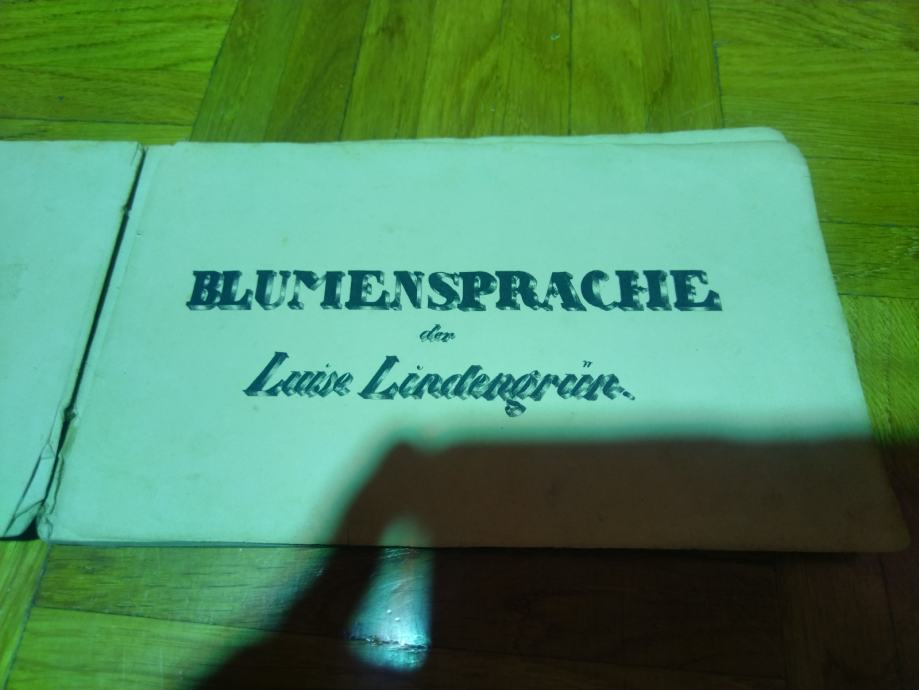 BLUMENSPRACHE
der
Luise Lindengrün.